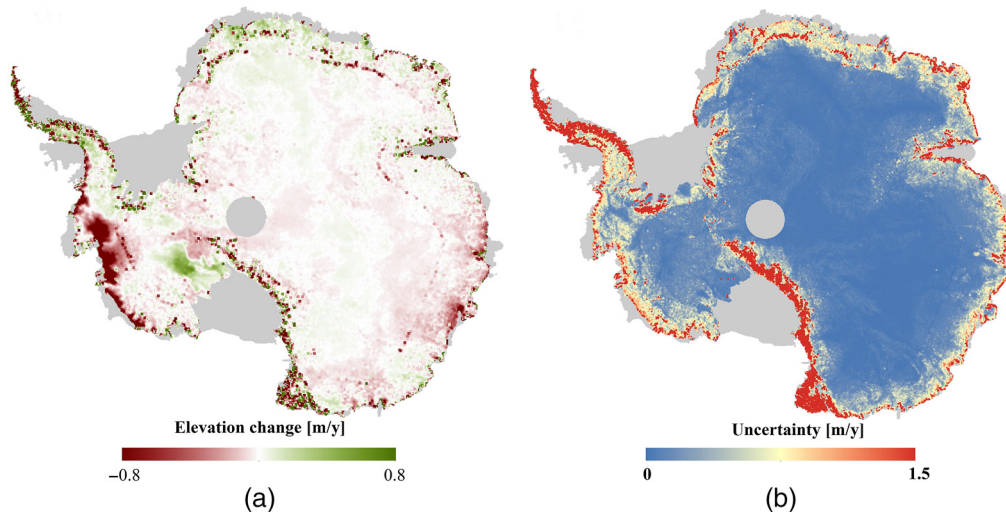 Elevation change [m/y]
−0.8 0.8
(a)
Uncertainty [m/y]
0 1.5
(b)